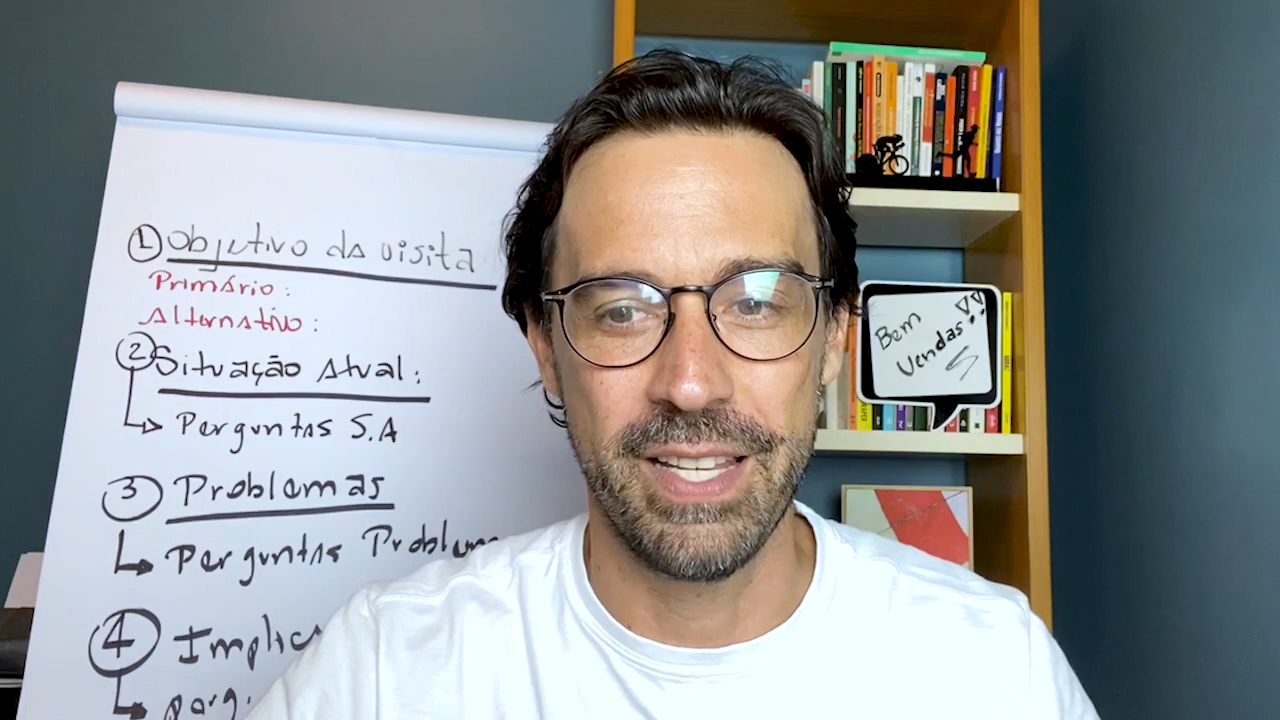 1 Objetivo da visita
Primário:
Alternativo:
2 Situação Atual:
Perguntas S.A
3 Problemas
Perguntas
4
Bem
Vendas!!